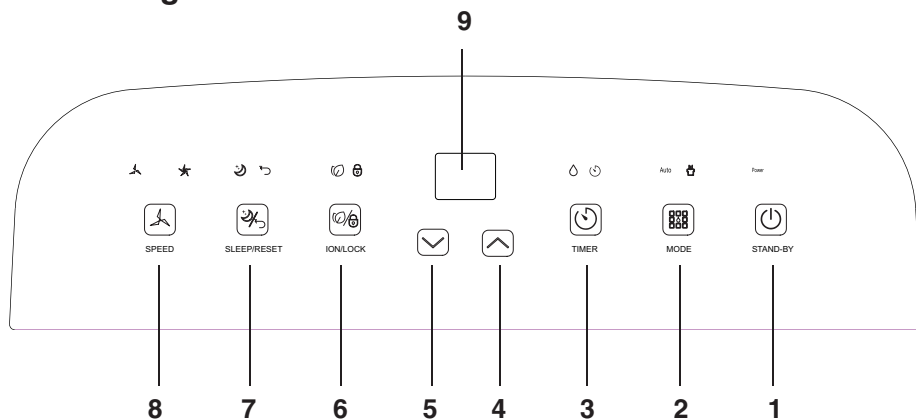 9
Auto
Power
SPEED SLEEP/RESET ION/LOCK TIMER MODE STAND-BY
8 7 6 5 4 3 2 1